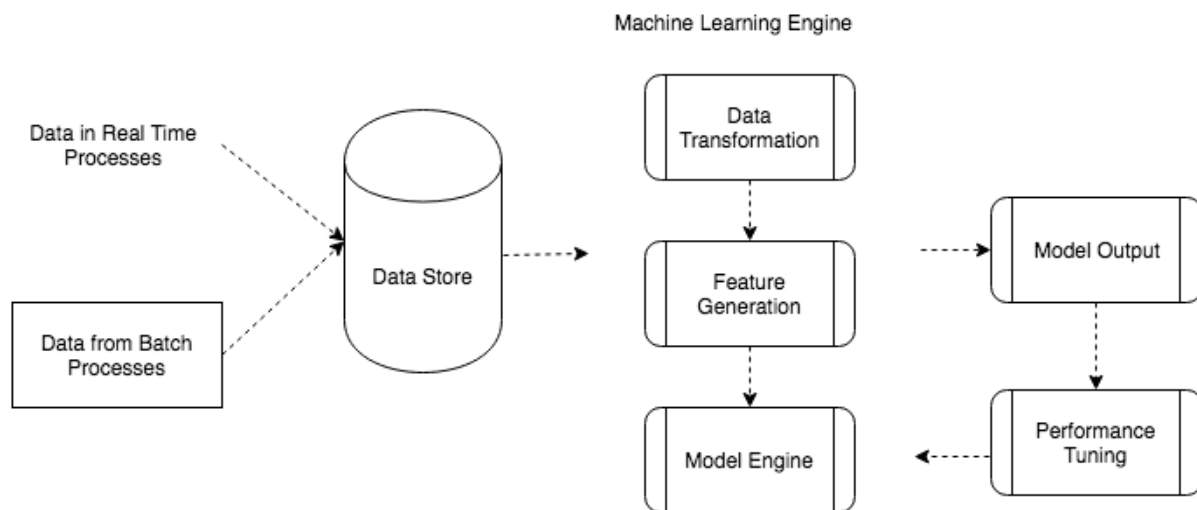 Machine Learning Engine
Data in Real Time
Processes
Data from Batch
Processes
Data Store
Data
Transformation
Feature
Generation
Model Engine
Model Output
Performance
Tuning